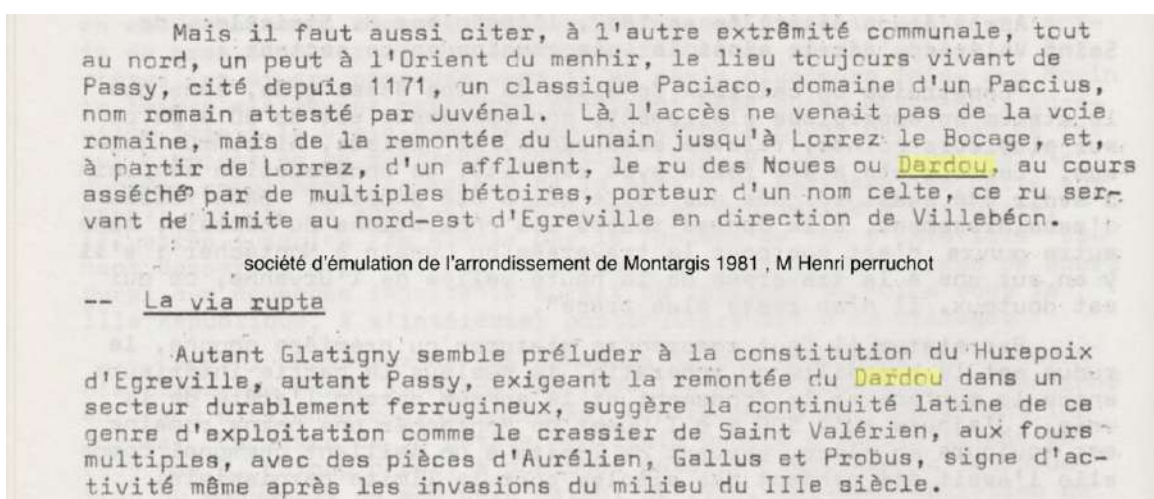 Mais il faut aussi citer, à l'autre extrêmité communale, tout
au nord, un peut à l'Orient du menhir, le lieu toujours vivant de
Passy, cité depuis 1171, un classique Paciaco, domaine d'un Paccius,
nom romain attesté par Juvénal. Là l'accès ne venait pas de la voie
romaine, mais de la remontée du Lunain jusqu'à Lorrez le Bocage, et,
à partir de Lorrez, d'un affluent, le ru des Noues ou Dardou, au cours
asséché par de multiples bétoires, porteur d'un nom celte, ce ru ser-
vant de limite au nord-est d'Egreville en direction de Villebéon.
société d'émulation de l'arrondissement de Montargis 1981 , M Henri perruchot
-- La via rupta
Autant Glatigny semble préluder à la constitution du Hurepoix
d'Egreville, autant Passy, exigeant la remontée du Dardou dans un
secteur durablement ferrugineux, suggère la continuité latine de ce
genre d'exploitation comme le crassier de Saint Valérien, aux fours
multiples, avec des pièces d'Aurélien, Gallus et Probus, signe d'ac-
tivité même après les invasions du milieu du IIIe siècle.